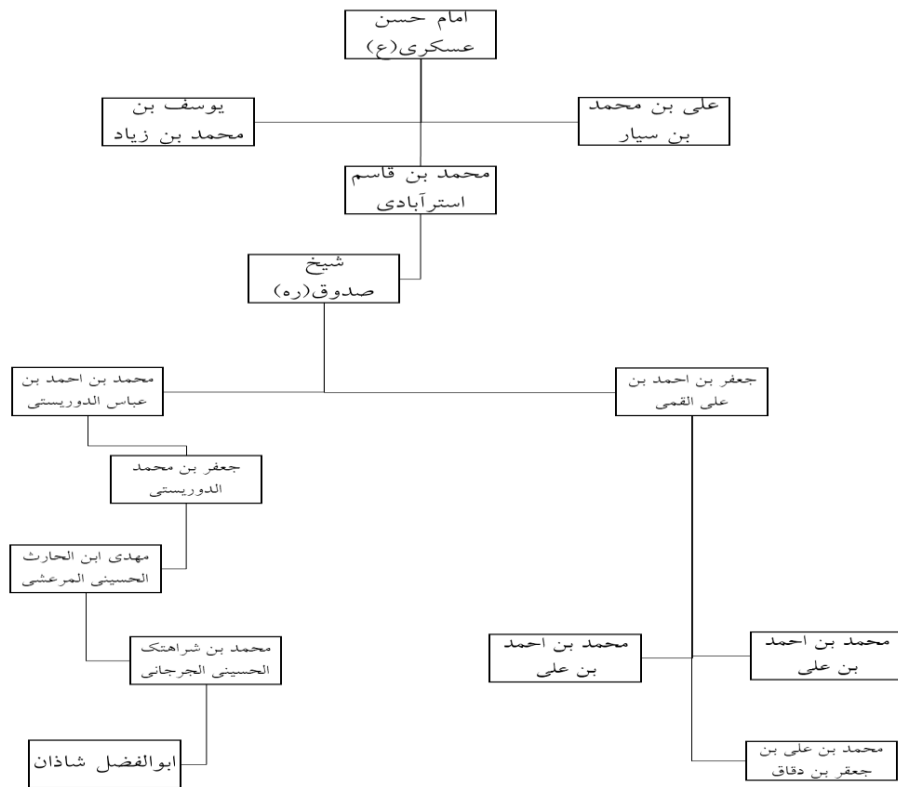 امام حسن
عسکری(ع)
علی بن محمد
بن سیار
یوسف بن
محمد بن زیاد
محمد بن قاسم
استرآبادی
شیخ
صدوق(ره)
جعفر بن احمد بن
علی القمی
محمد بن احمد بن
عباس الدوریستی
جعفر بن محمد
الدوریستی
مهدی ابن الحارث
الحسینی المرعشی
محمد بن شراهتک
الحسینی الجرجانی
محمد بن احمد
بن علی
محمد بن احمد
بن علی
ابوالفضل شاذان
محمد بن علی بن
جعفر بن دقاق